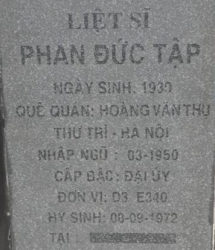 LIỆT SĨ
PHAN ĐỨC TẬP
NGÀY SINH: 1930
QUÊ QUÁN: HOÀNG VĂN THỤ
THƯ TRÌ - HÀ NỘI
NHẬP NGŨ : 03-1950
CẤP BẬC: ĐẠI ÚY
ĐƠN VỊ: D3 E340
HY SINH: 00-09-1972
TẠI :